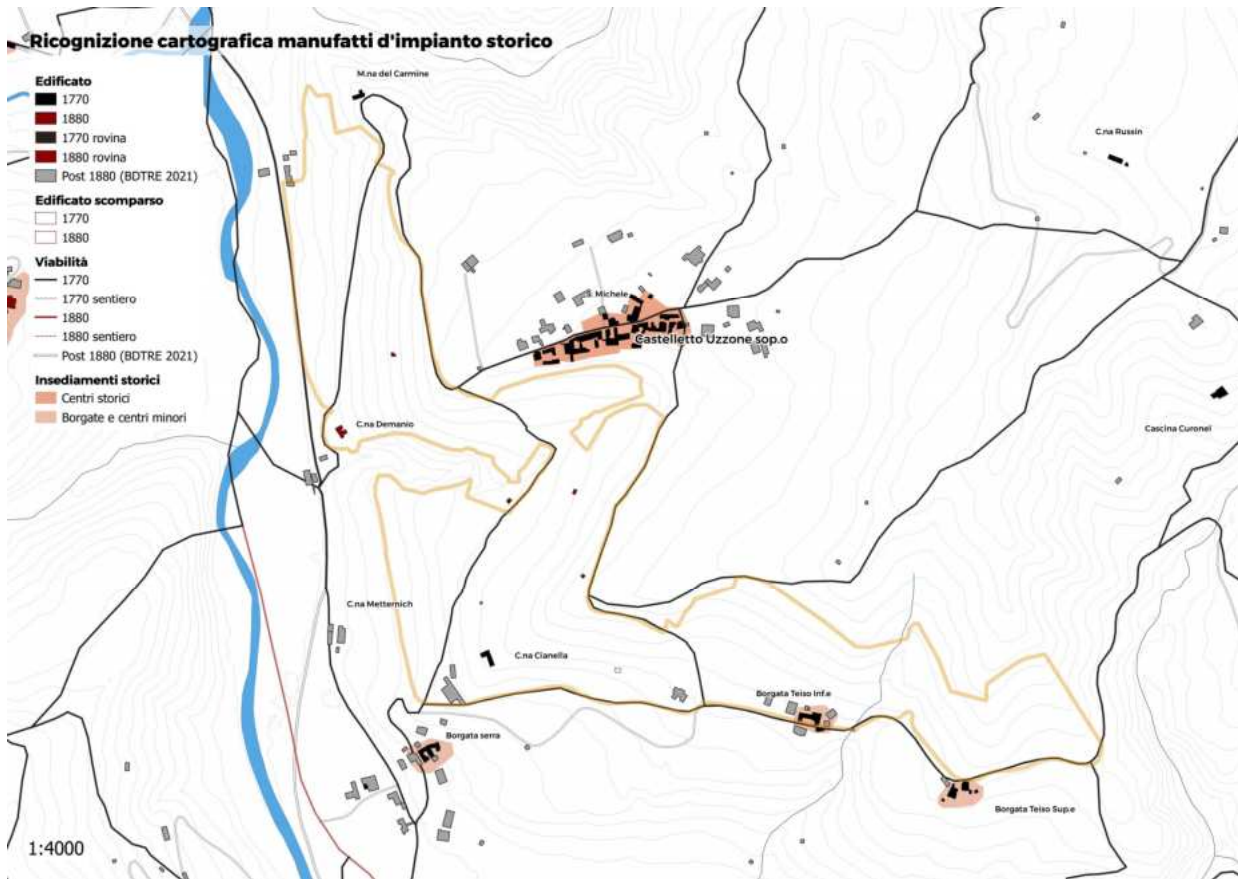 Ricognizione cartografica manufatti d'impianto storico
Edificato
1770
1880
1770 rovina
1880 rovina
Post 1880 (BDTRE 2021)
Edificato scomparso
1770
1880
Viabilità
1770
1770 sentiero
1880
1880 sentiero
Post 1880 (BDTRE 2021)
Insediamenti storici
Centri storici
Borgate e centri minori
M.na del Carmine
C.na Russin
S. Michele
Castelletto Uzzone sop.o
C.na Demanio
Cascina Curonei
C.na Metternich
C.na Cianella
Borgata Teiso Inf.e
Borgata serra
Borgata Teiso Sup.e
1:4000